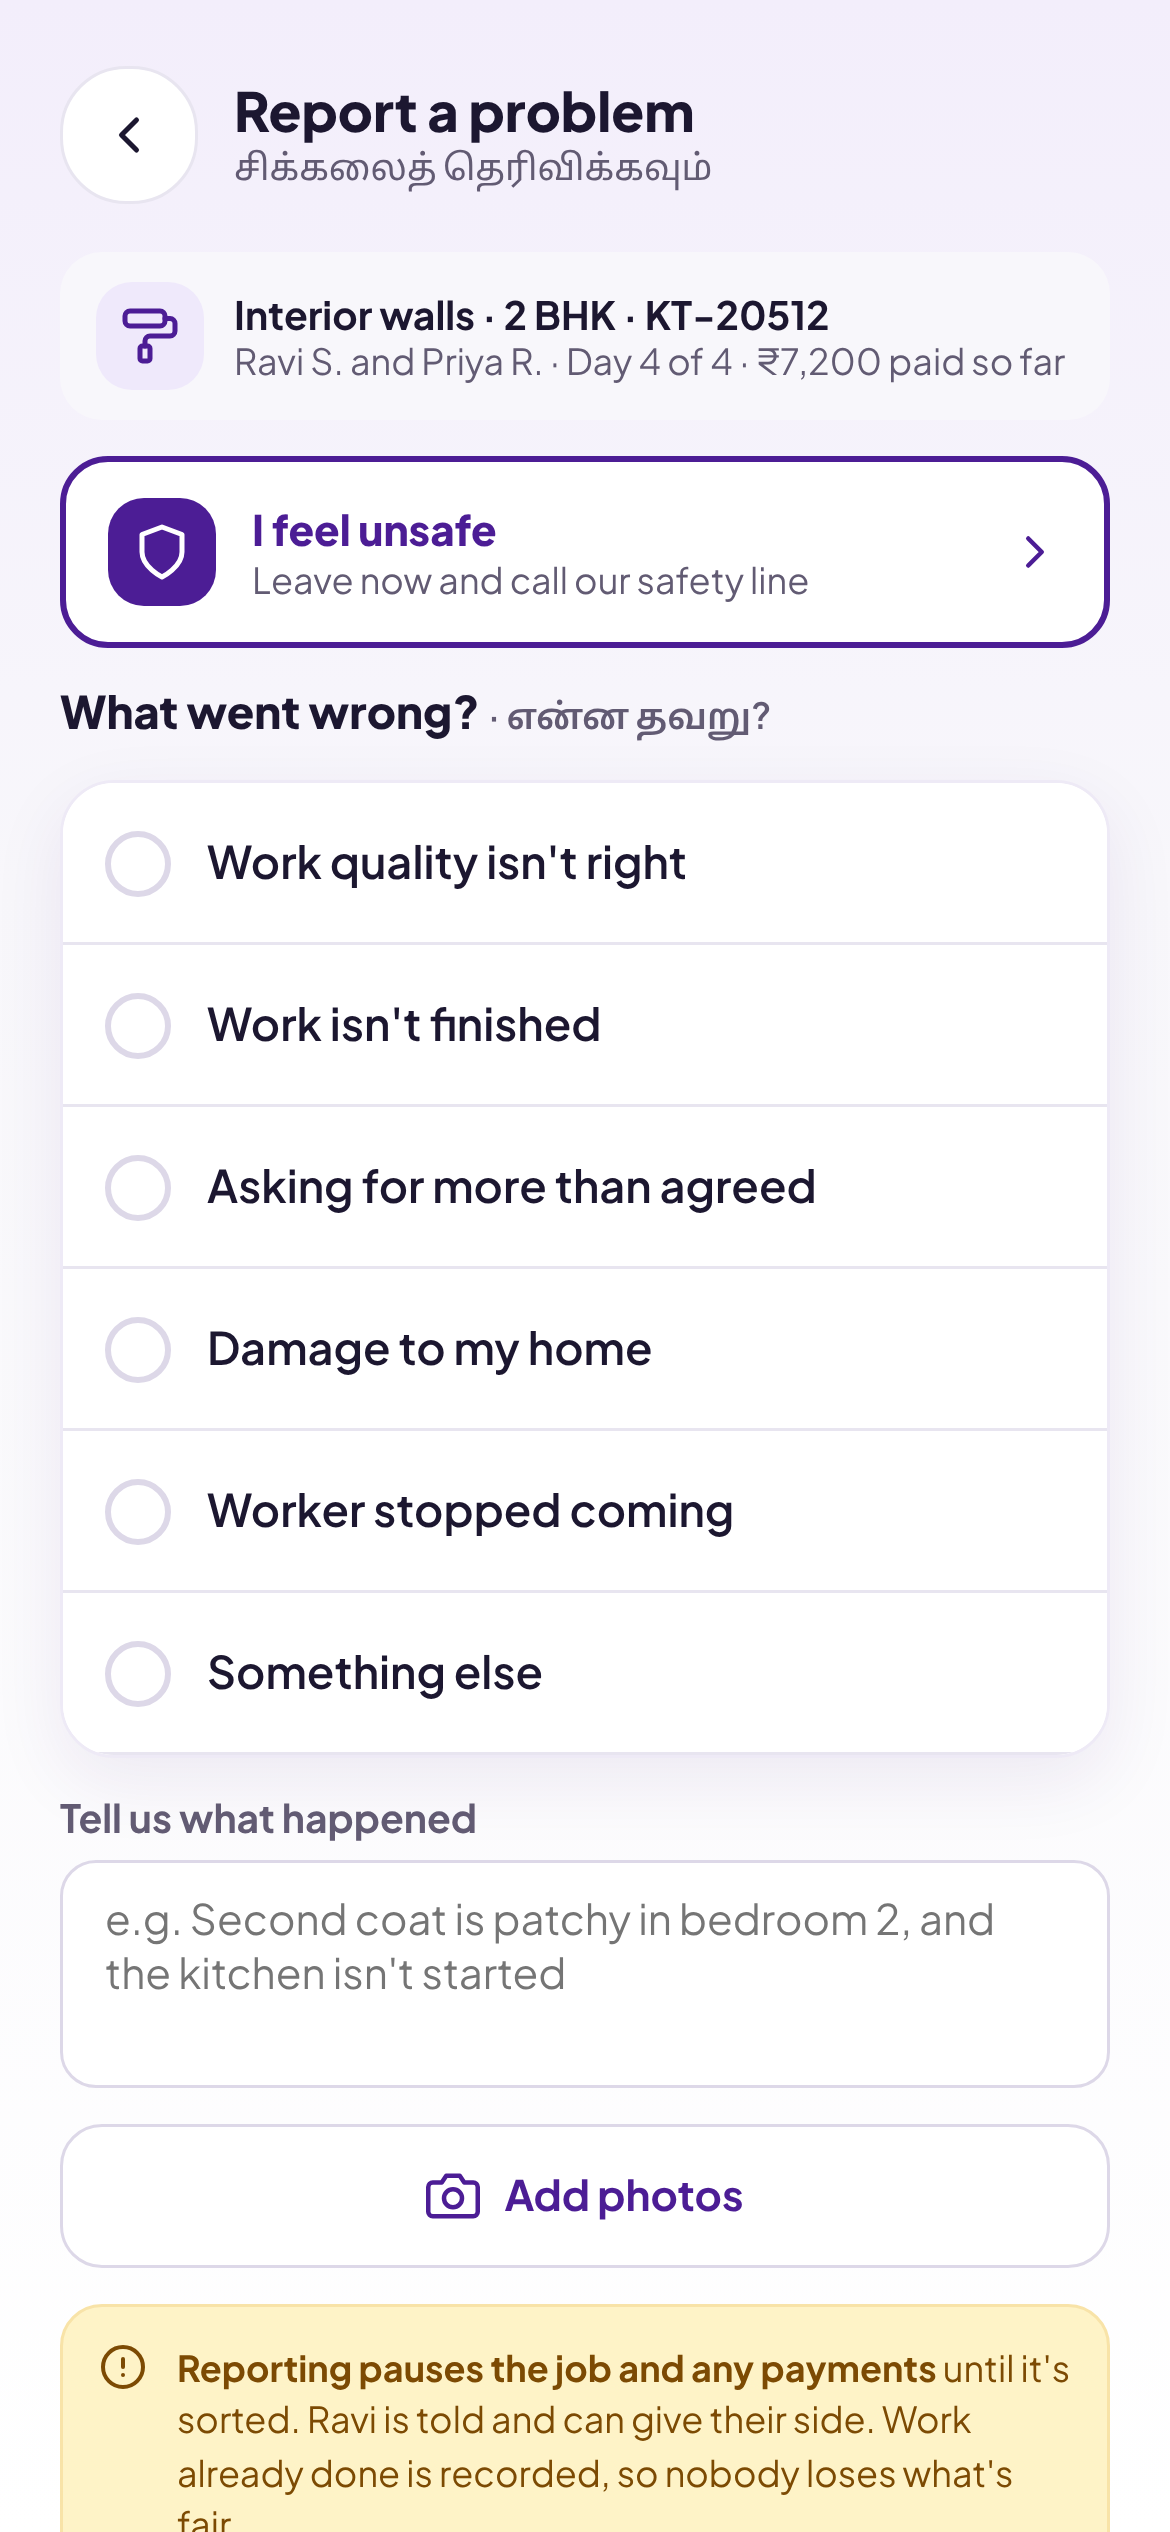 Report a problem
சிக்கலைத் தெரிவிக்கவும்
Interior walls · 2 BHK · KT-20512
Ravi S. and Priya R. · Day 4 of 4 · ₹7,200 paid so far
I feel unsafe
Leave now and call our safety line
What went wrong? · என்ன தவறு?
Work quality isn't right
Work isn't finished
Asking for more than agreed
Damage to my home
Worker stopped coming
Something else
Tell us what happened
e.g. Second coat is patchy in bedroom 2, and
the kitchen isn't started
Add photos
Reporting pauses the job and any payments until it's
sorted. Ravi is told and can give their side. Work
already done is recorded, so nobody loses what's
fair.